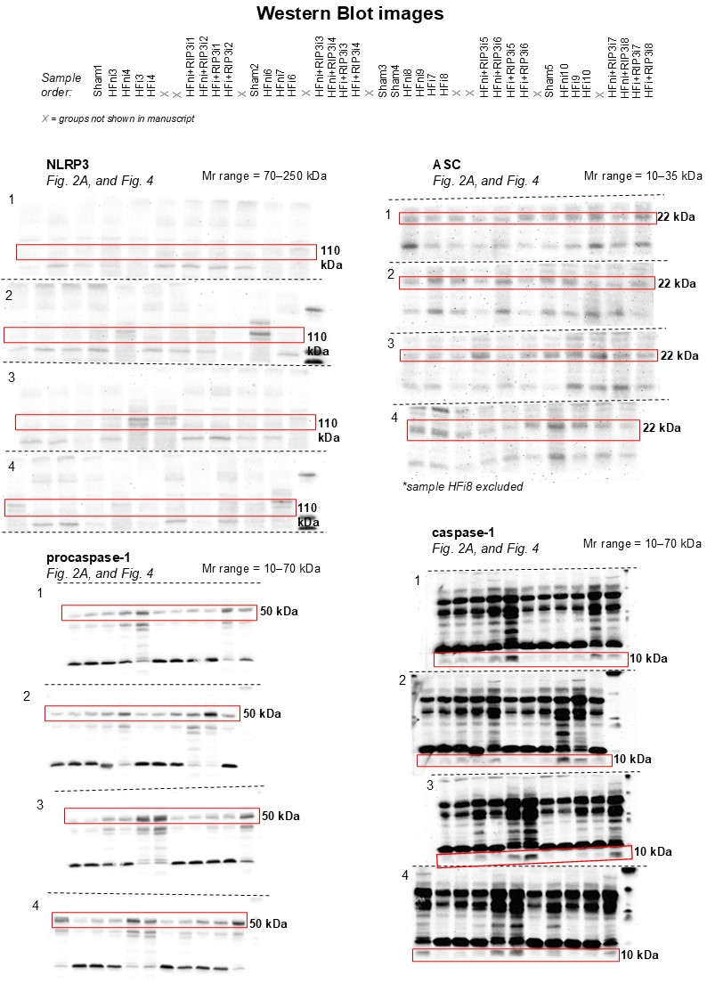 Western Blot images
Sample order:
Sham1
HFni3
HFni4
HFi3
HFi4
X
X
HFni+RIP3i1
HFni+RIP3i2
HFi+RIP3i1
HFi+RIP3i2
X
Sham2
HFni6
HFni7
HFi6
X
HFni+RIP3i3
HFni+RIP3i4
HFi+RIP3i3
HFi+RIP3i4
X
Sham3
Sham4
HFni8
HFni9
HFi7
HFi8
X
X
HFni+RIP3i5
HFni+RIP3i6
HFi+RIP3i5
HFi+RIP3i6
X
Sham5
HFni10
HFi9
HFi10
X
HFni+RIP3i7
HFni+RIP3i8
HFi+RIP3i7
HFi+RIP3i8
X = groups not shown in manuscript
NLRP3
Fig. 2A, and Fig. 4
Mr range = 70–250 kDa
1
110
kDa
2
110
kDa
3
110
kDa
4
110
kDa
ASC
Fig. 2A, and Fig. 4
Mr range = 10–35 kDa
1
22 kDa
2
22 kDa
3
22 kDa
4
22 kDa
*sample HFi8 excluded
procaspase-1
Fig. 2A, and Fig. 4
Mr range = 10–70 kDa
1
50 kDa
2
50 kDa
3
50 kDa
4
50 kDa
caspase-1
Fig. 2A, and Fig. 4
Mr range = 10–70 kDa
1
10 kDa
2
10 kDa
3
10 kDa
4
10 kDa